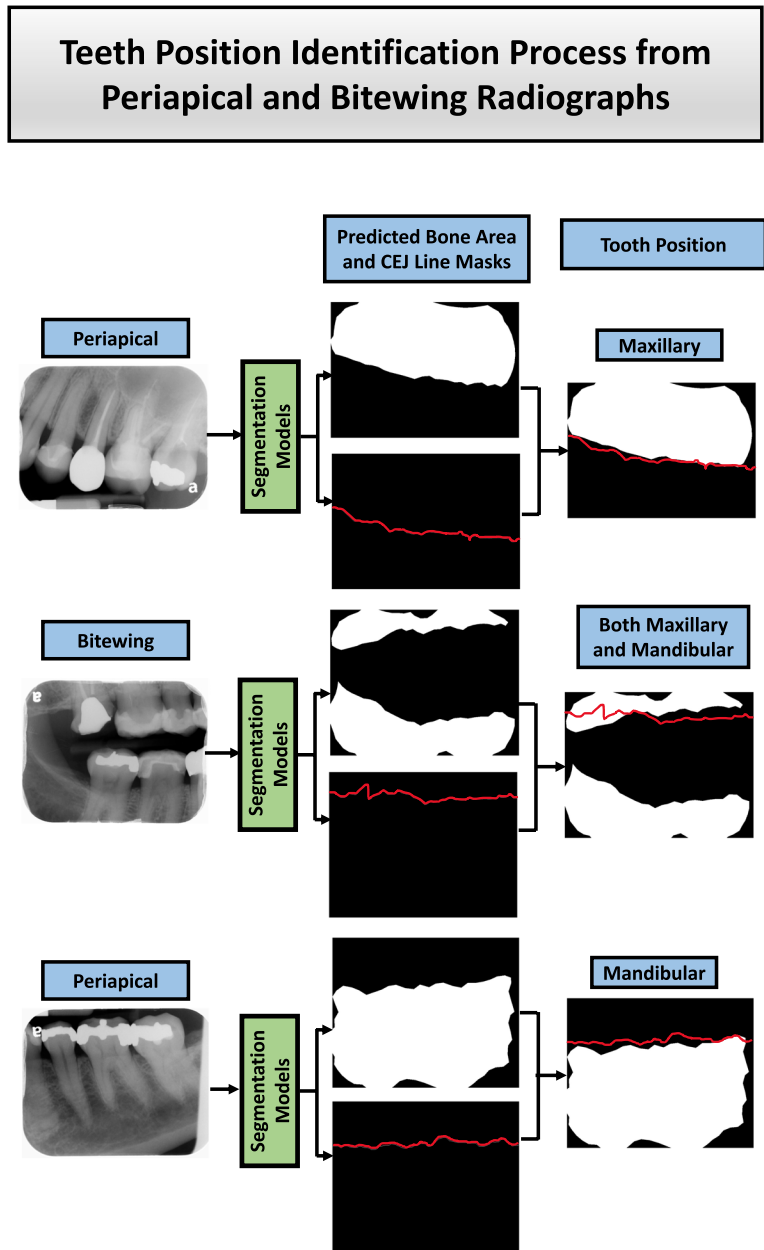 Teeth Position Identification Process from
Periapical and Bitewing Radiographs
Predicted Bone Area
and CEJ Line Masks
Tooth Position
Periapical
Segmentation
Models
Maxillary
a
Bitewing
Segmentation
Models
Both Maxillary
and Mandibular
a
Periapical
Segmentation
Models
Mandibular
a